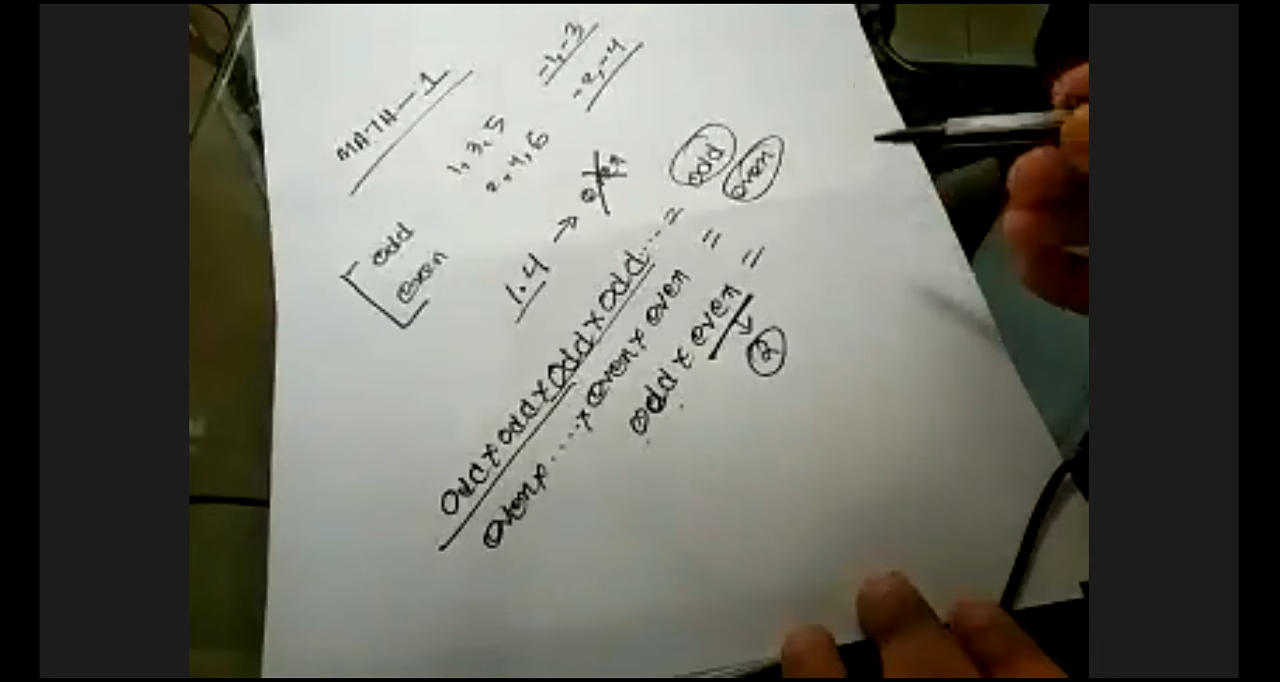 MATH-1
odd
1, 3, 5
-1, -3
even
2, 4, 6
-2, -4
1.4 → even
odd x odd x odd x odd... = odd
even x ....x even x even = even
odd x even =
↓
2